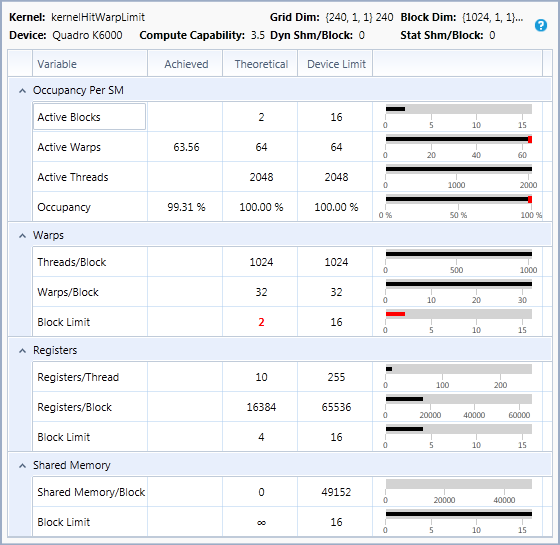 Kernel: kernelHitWarpLimit Grid Dim: {240, 1, 1} 240 Block Dim: {1024, 1, 1}...
Device: Quadro K6000 Compute Capability: 3.5 Dyn Shm/Block: 0 Stat Shm/Block: 0
?
Variable Achieved Theoretical Device Limit
Occupancy Per SM
Active Blocks 2 16
0 5 10 15
Active Warps 63.56 64 64
0 20 40 60
Active Threads 2048 2048
0 1000 2000
Occupancy 99.31 % 100.00 % 100.00 %
0 % 50 % 100 %
Warps
Threads/Block 1024 1024
0 500 1000
Warps/Block 32 32
0 10 20 30
Block Limit 2 16
0 5 10 15
Registers
Registers/Thread 10 255
0 100 200
Registers/Block 16384 65536
0 20000 40000 60000
Block Limit 4 16
0 5 10 15
Shared Memory
Shared Memory/Block 0 49152
0 20000 40000
Block Limit ∞ 16
0 5 10 15